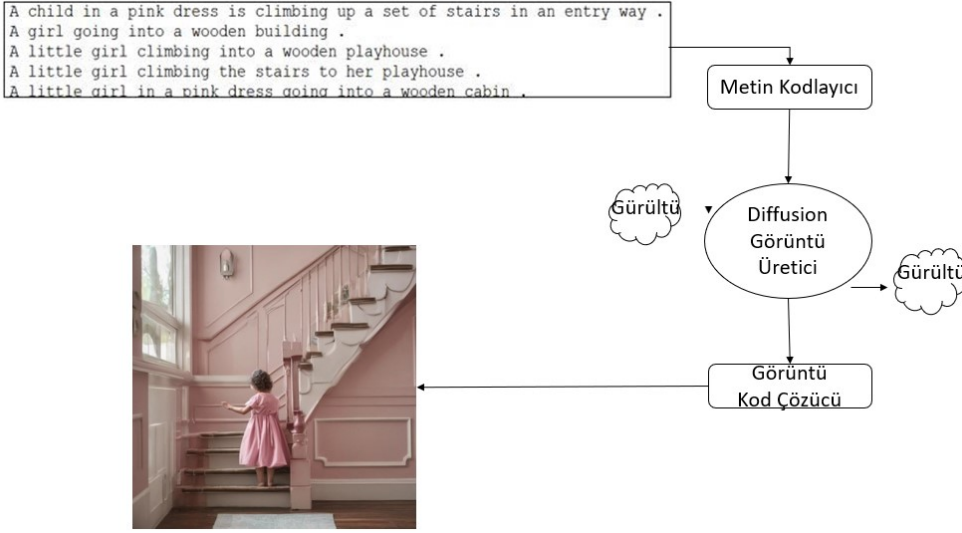 A child in a pink dress is climbing up a set of stairs in an entry way .
A girl going into a wooden building .
A little girl climbing into a wooden playhouse .
A little girl climbing the stairs to her playhouse .
A little girl in a pink dress going into a wooden cabin .
Metin Kodlayıcı
Gürültü
Diffusion
Görüntü
Üretici
Gürültü
Görüntü
Kod Çözücü